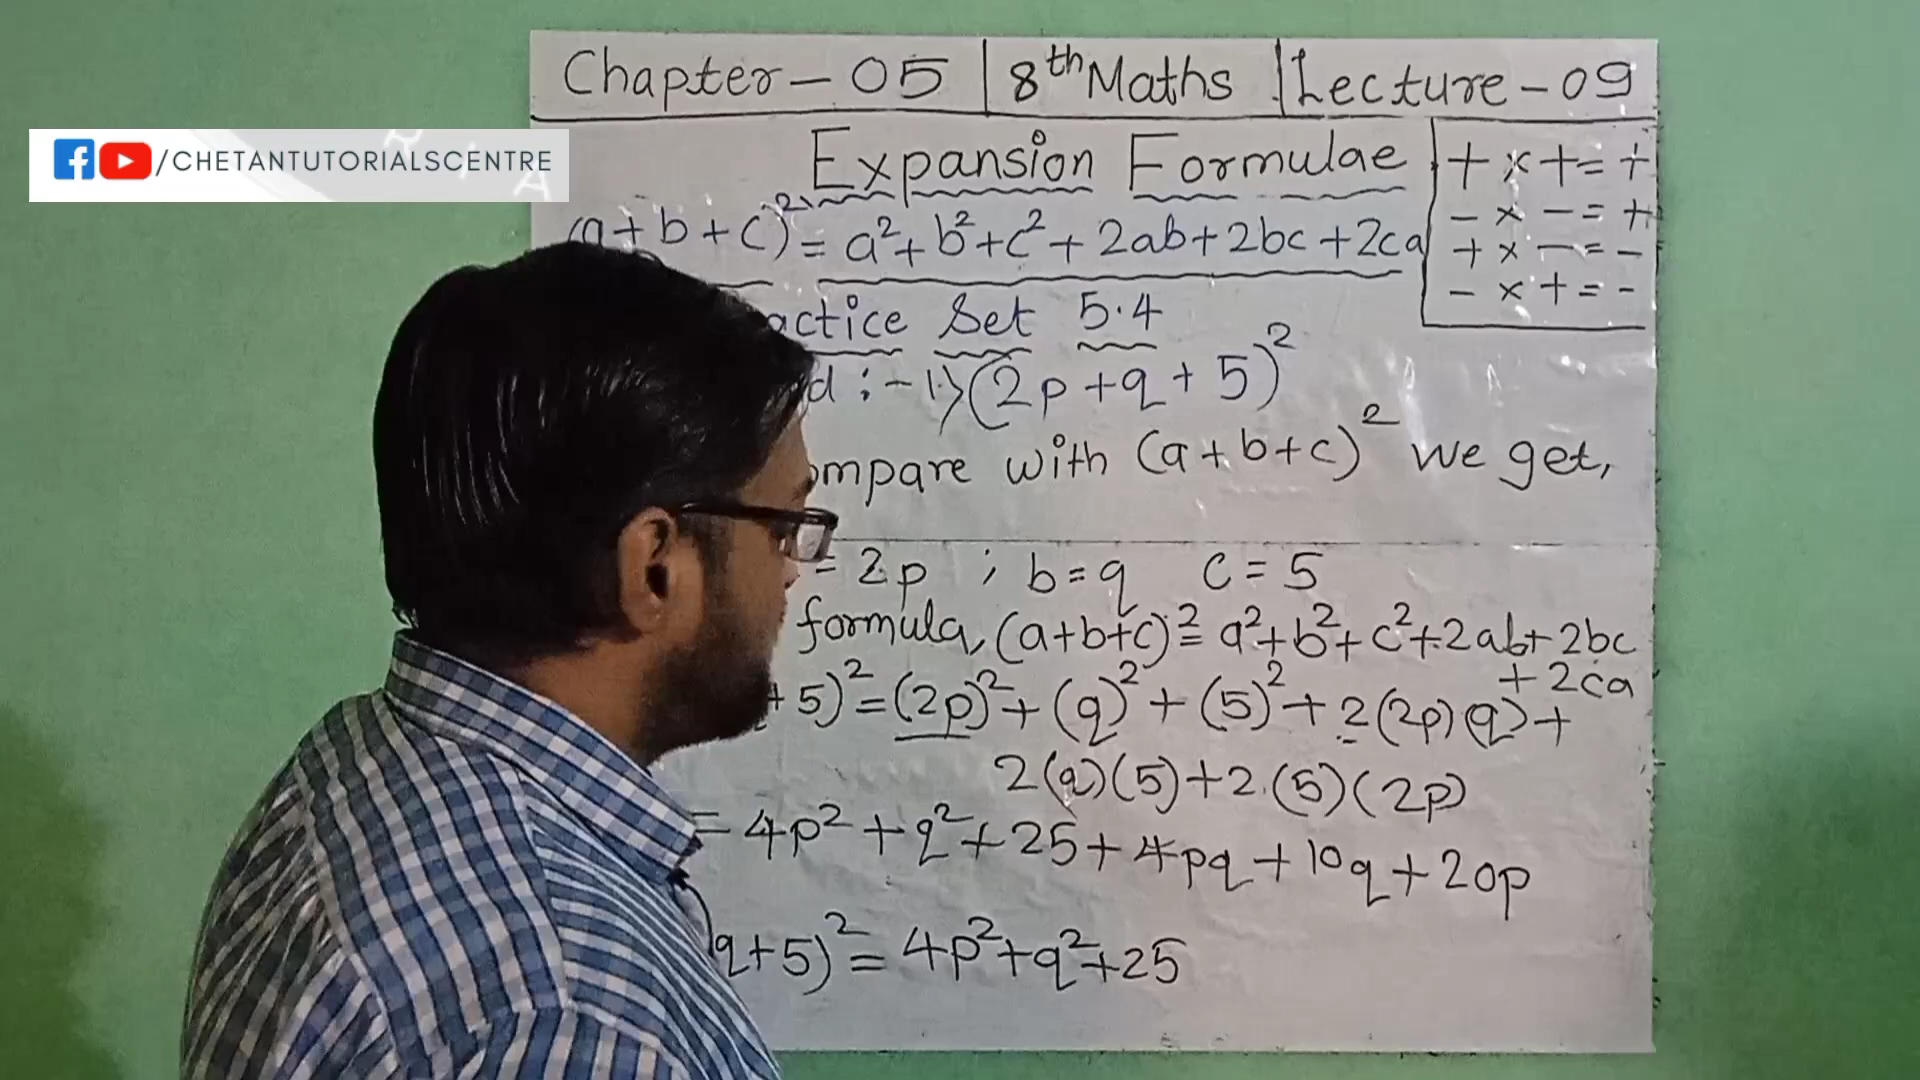 Chapter - 05 | 8th Maths | Lecture - 09
/CHETANTUTORIALSCENTRE
Expansion Formulae
+ × + = +
- × - = +
+ × - = -
- × + = -
(a+b+c)² = a²+b²+c²+2ab+2bc+2ca
Set 5.4
:- 1.) (2p+q+5)²
with (a+b+c)² we get,
= 2p ; b=q c=5
formula, (a+b+c)² = a²+b²+c²+2ab+2bc
+2ca
+5)² = (2p)²+(q)²+(5)²+2(2p)(q)+
2(q)(5)+2.(5)(2p)
= 4p²+q²+25+4pq+10q+20p
q+5)² = 4p²+q²+25